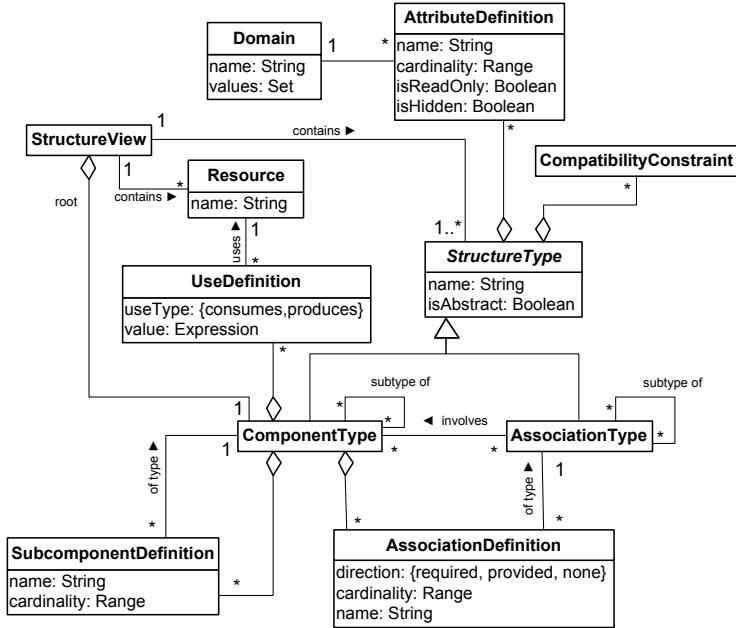 AttributeDefinition
name: String
cardinality: Range
isReadOnly: Boolean
isHidden: Boolean
Domain
name: String
values: Set
1
*
StructureView
1
contains ►
1
contains ►
*
root
Resource
name: String
*
CompatibilityConstraint
*
1..*
uses ►
1
*
UseDefinition
useType: {consumes,produces}
value: Expression
*
StructureType
name: String
isAbstract: Boolean
subtype of
*
*
subtype of
*
*
1
ComponentType
◄ involves
*
*
AssociationType
1
of type ►
*
1
of type ►
*
*
SubcomponentDefinition
name: String
cardinality: Range
*
AssociationDefinition
direction: {required, provided, none}
cardinality: Range
name: String